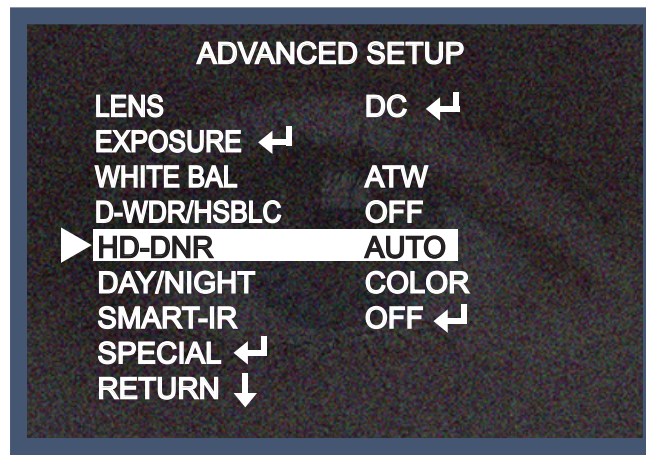 ADVANCED SETUP
LENS DC ↲
EXPOSURE ↲
WHITE BAL ATW
D-WDR/HSBLC OFF
HD-DNR AUTO
DAY/NIGHT COLOR
SMART-IR OFF ↲
SPECIAL ↲
RETURN ↓